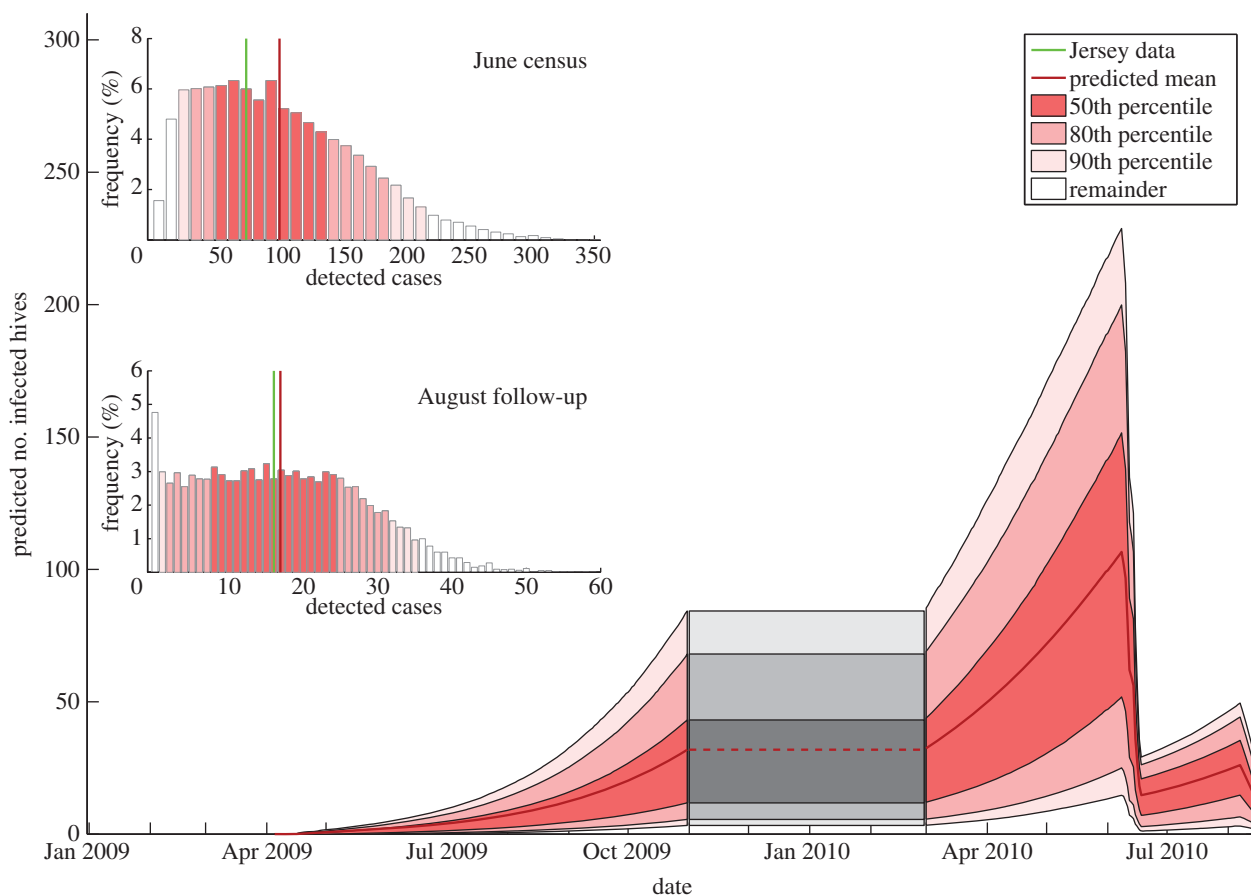 300
250
200
150
100
50
0
predicted no. infected hives
Jan 2009
Apr 2009
Jul 2009
Oct 2009
Jan 2010
Apr 2010
Jul 2010
date
June census
8
6
4
2
0
frequency (%)
50
100
150
200
250
300
350
detected cases
August follow-up
6
5
4
3
2
1
0
frequency (%)
10
20
30
40
50
60
detected cases
Jersey data
predicted mean
50th percentile
80th percentile
90th percentile
remainder